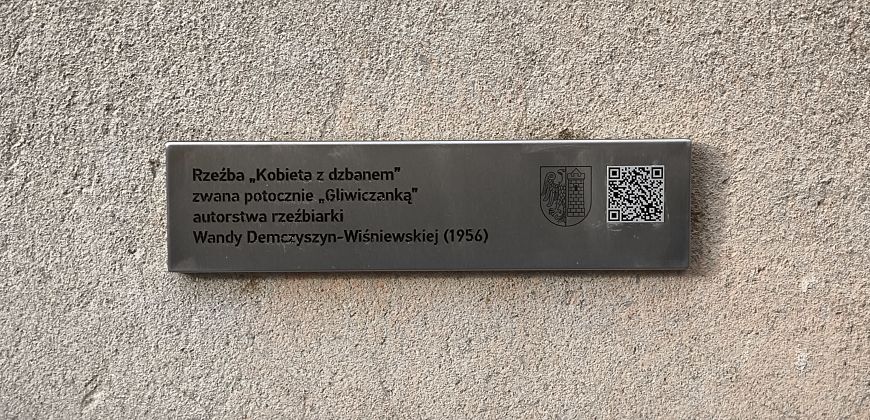 Rzeźba „Kobieta z dzbanem”
zwana potocznie „Gliwiczanką”
autorstwa rzeźbiarki
Wandy Demczyszyn-Wiśniewskiej (1956)